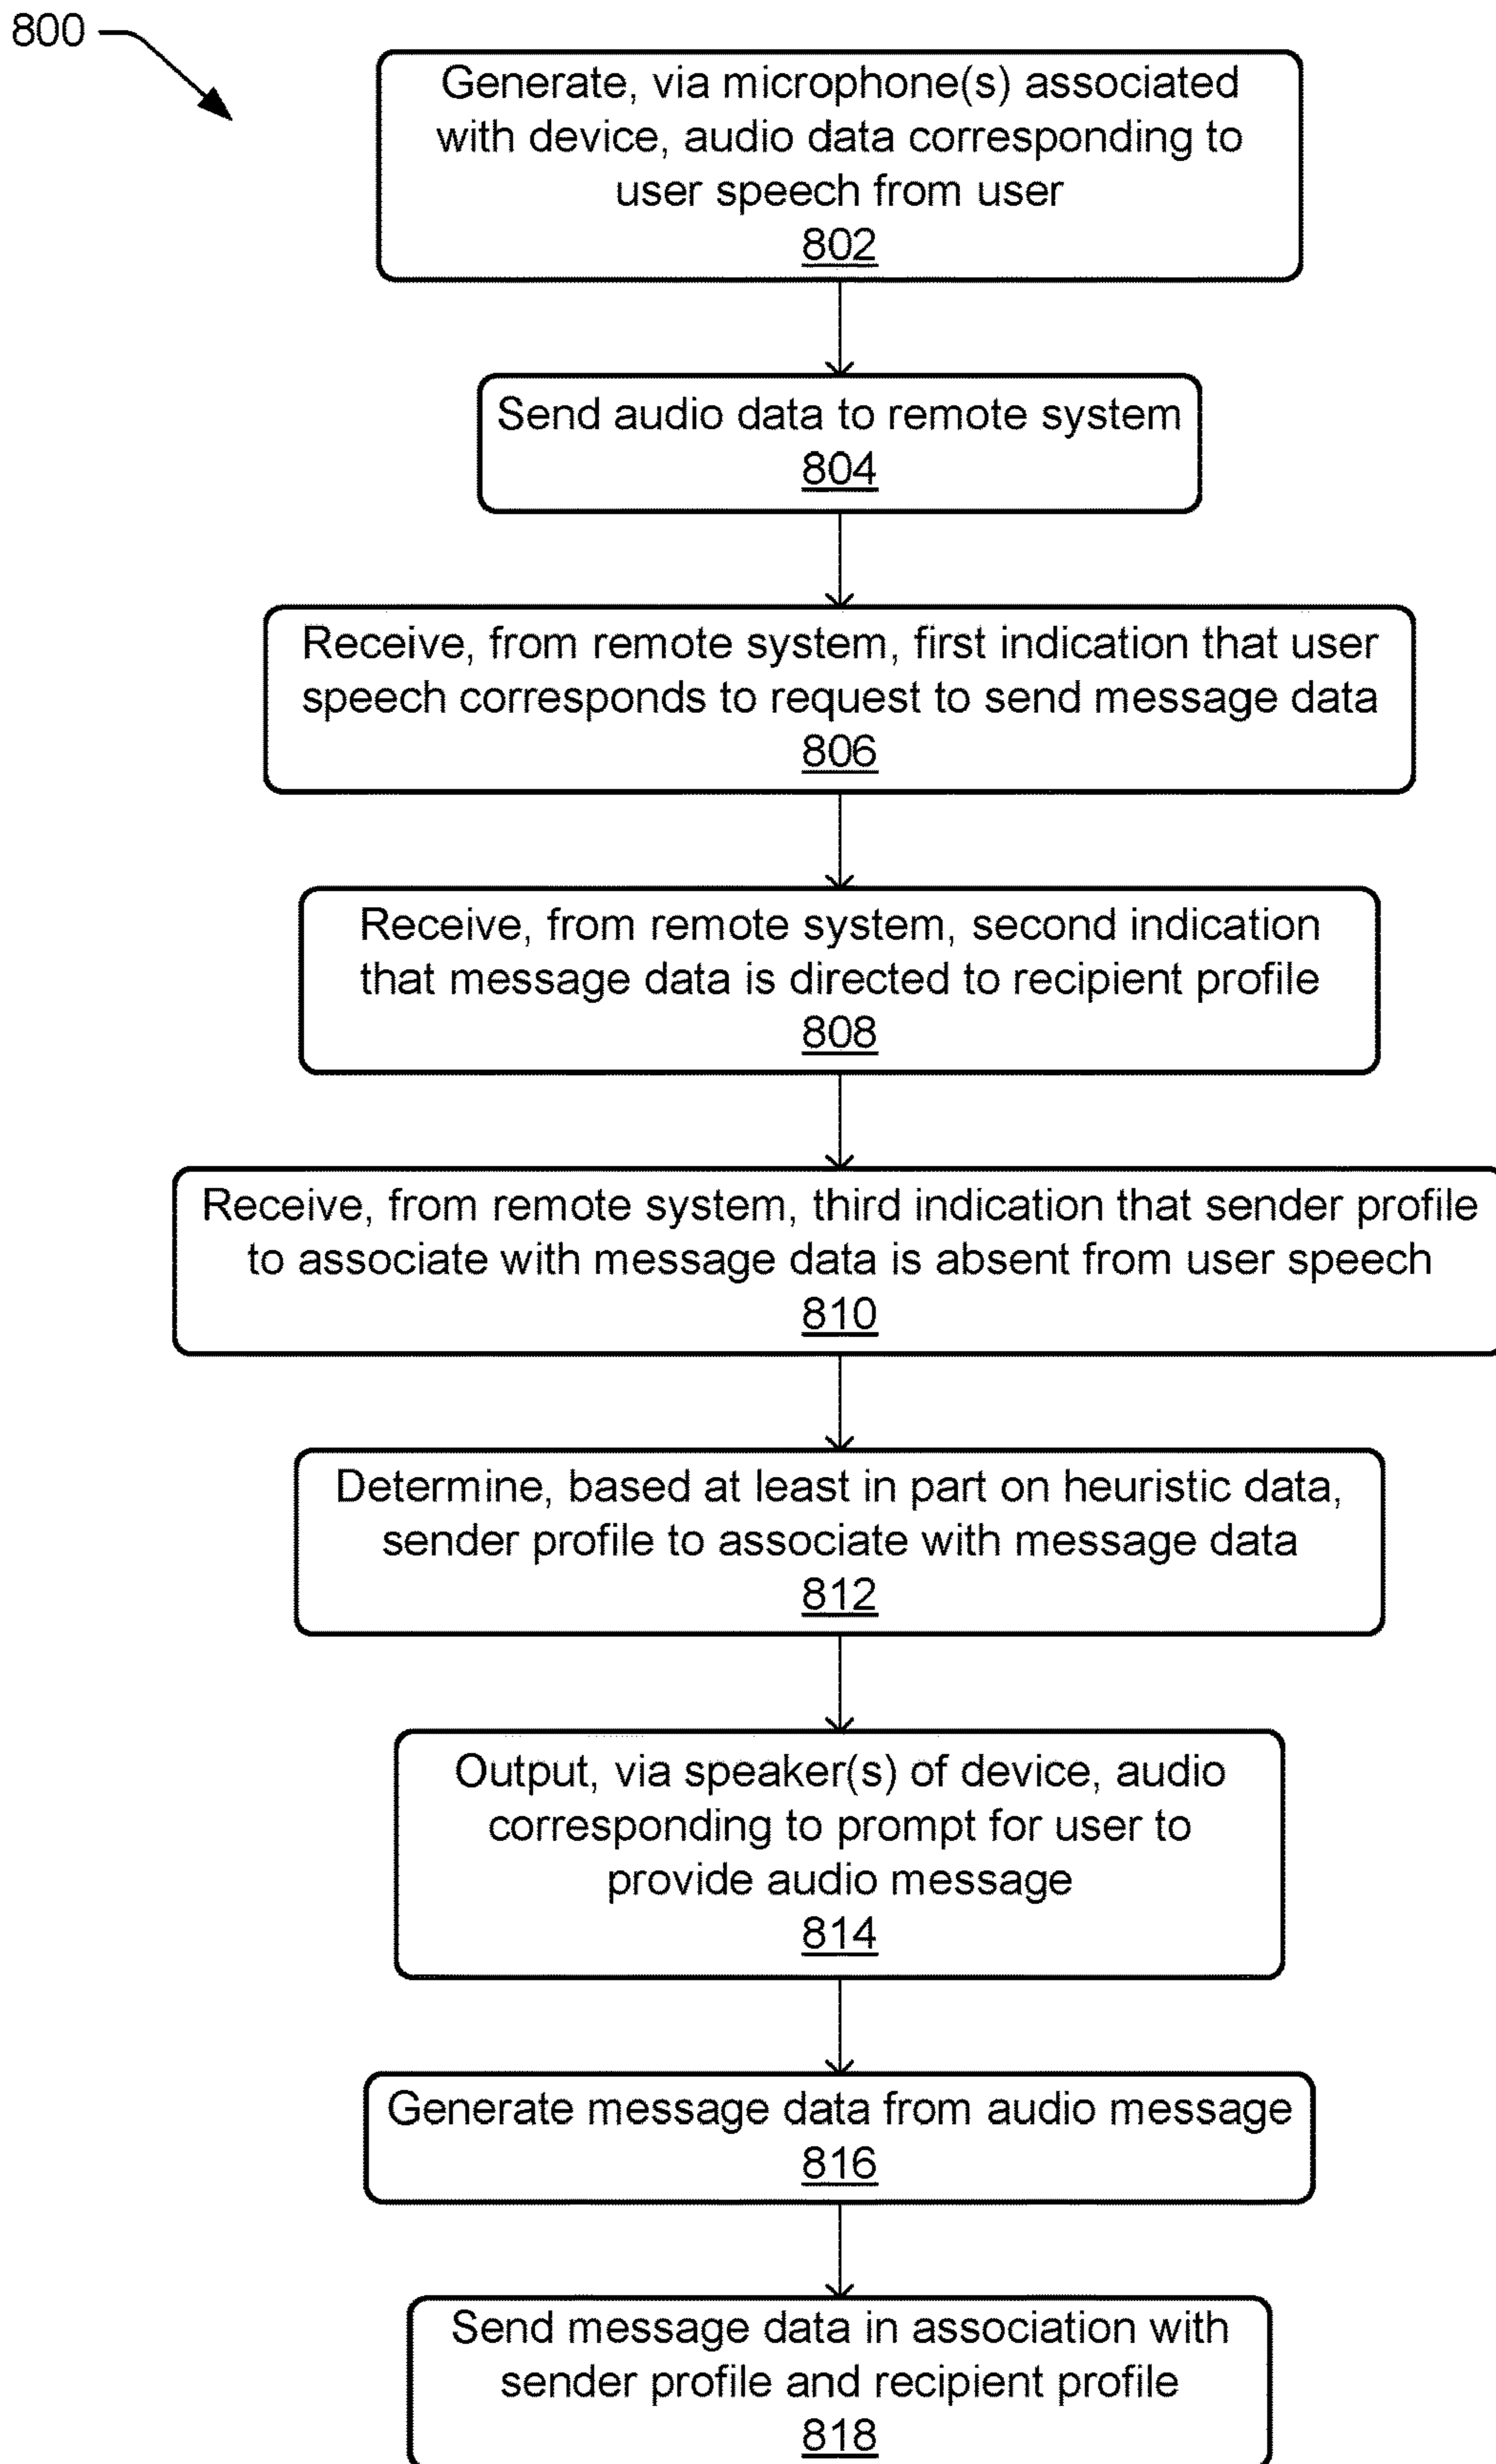 800
Generate, via microphone(s) associated
with device, audio data corresponding to
user speech from user
802
Send audio data to remote system
804
Receive, from remote system, first indication that user
speech corresponds to request to send message data
806
Receive, from remote system, second indication
that message data is directed to recipient profile
808
Receive, from remote system, third indication that sender profile
to associate with message data is absent from user speech
810
Determine, based at least in part on heuristic data,
sender profile to associate with message data
812
Output, via speaker(s) of device, audio
corresponding to prompt for user to
provide audio message
814
Generate message data from audio message
816
Send message data in association with
sender profile and recipient profile
818